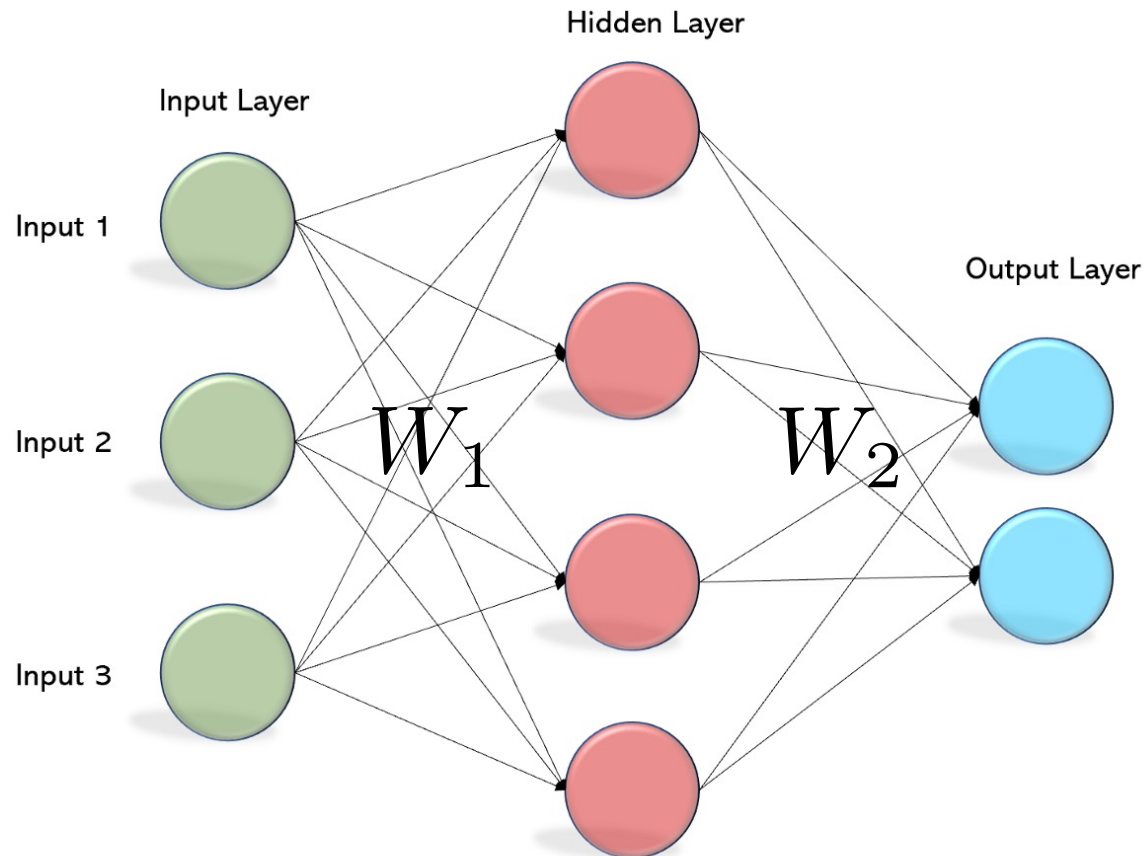 Hidden Layer
Input Layer
Input 1
Output Layer
Input 2
W₁
W₂
Input 3